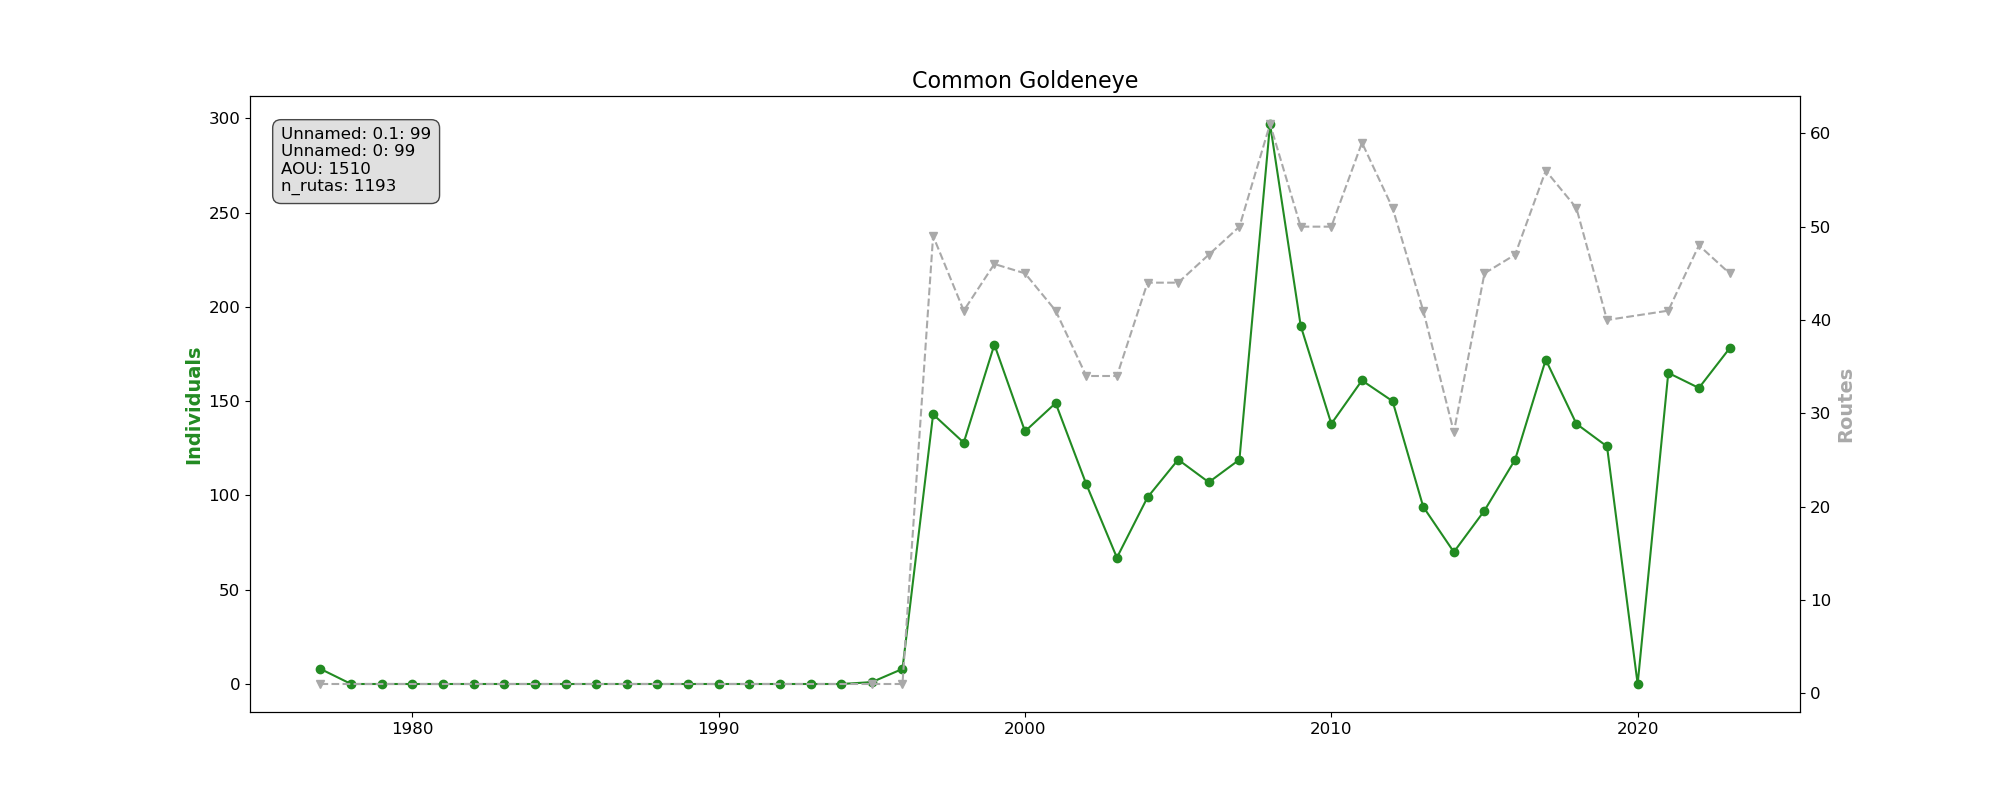 Common Goldeneye
Unnamed: 0.1: 99
Unnamed: 0: 99
AOU: 1510
n_rutas: 1193
300
250
200
150
100
50
0
Individuals
60
50
40
30
20
10
0
Routes
1980
1990
2000
2010
2020